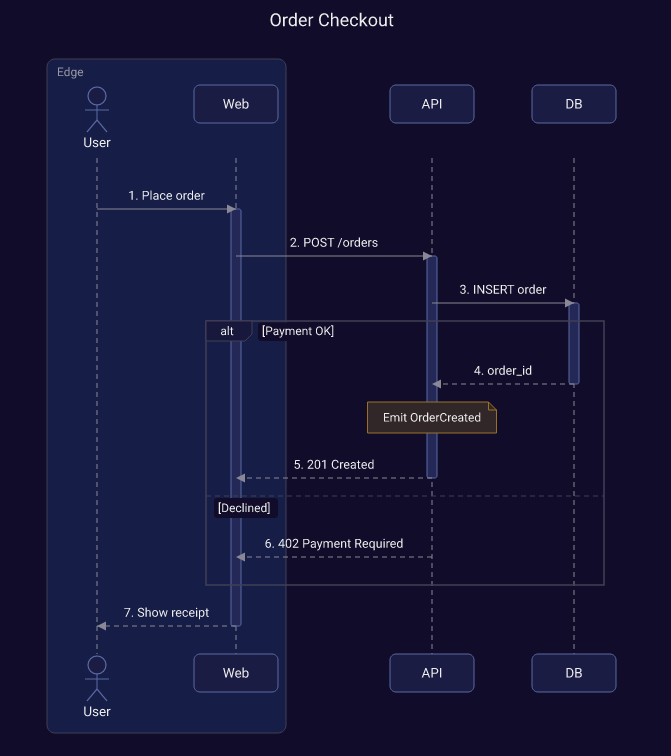 Order Checkout
Edge
User
Web
API
DB
1. Place order
2. POST /orders
3. INSERT order
alt
[Payment OK]
4. order_id
Emit OrderCreated
5. 201 Created
[Declined]
6. 402 Payment Required
7. Show receipt
User
Web
API
DB